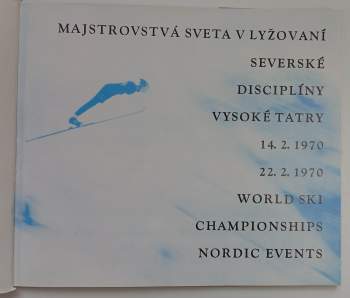 MAJSTROVSTVÁ SVETA V LYŽOVANÍ
SEVERSKÉ
DISCIPLÍNY
VYSOKÉ TATRY
14. 2. 1970
22. 2. 1970
WORLD SKI
CHAMPIONSHIPS
NORDIC EVENTS